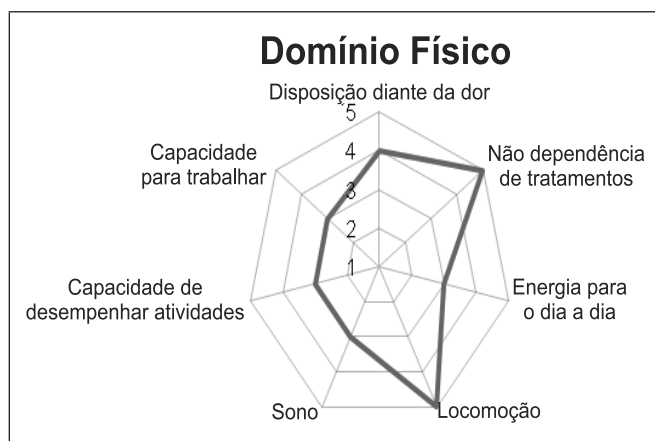 Domínio Físico
Disposição diante da dor
5
4
3
2
1
Não dependência
de tratamentos
Energia para
o dia a dia
Locomoção
Sono
Capacidade de
desempenhar atividades
Capacidade
para trabalhar